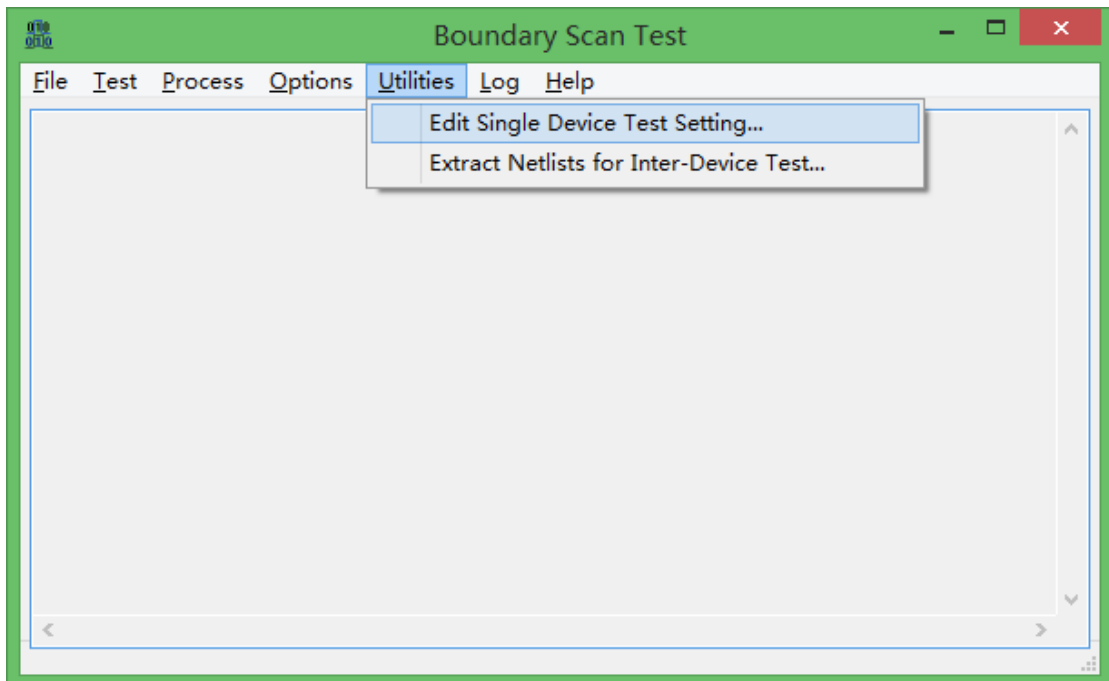 Boundary Scan Test
File Test Process Options Utilities Log Help
Edit Single Device Test Setting...
Extract Netlists for Inter-Device Test...